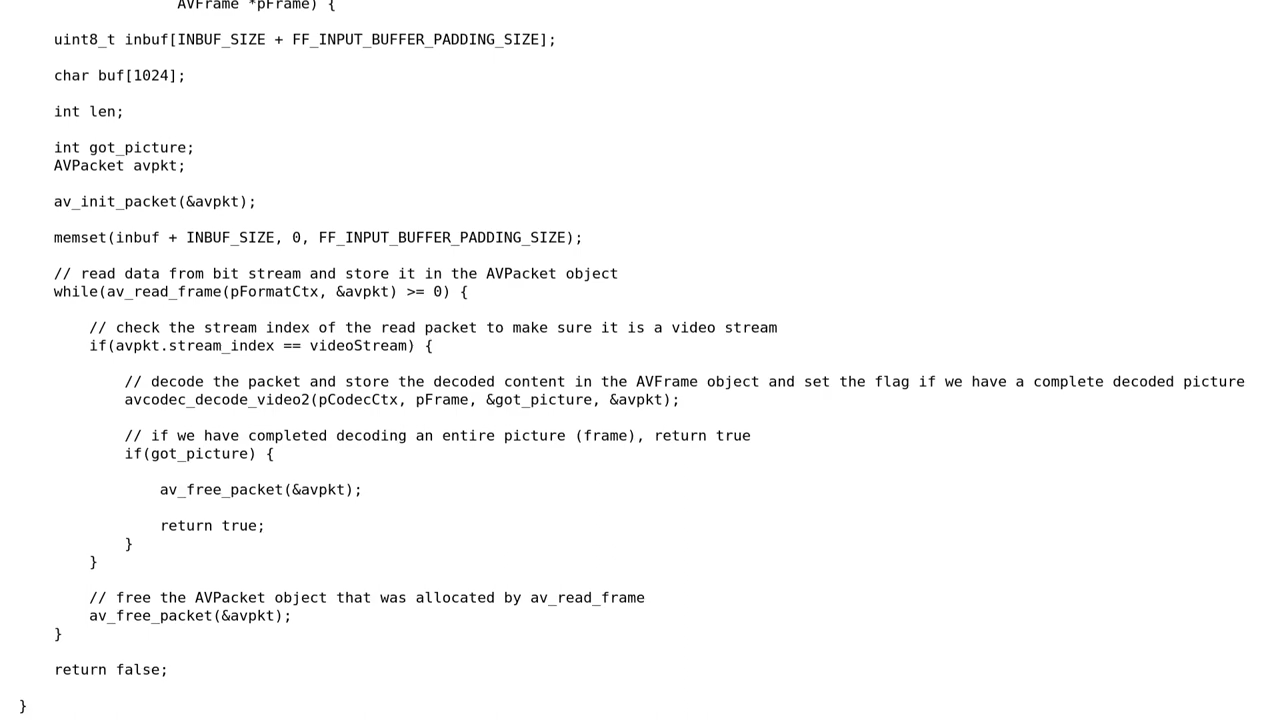 AVFrame *pFrame) {
uint8_t inbuf[INBUF_SIZE + FF_INPUT_BUFFER_PADDING_SIZE];
char buf[1024];
int len;
int got_picture;
AVPacket avpkt;
av_init_packet(&avpkt);
memset(inbuf + INBUF_SIZE, 0, FF_INPUT_BUFFER_PADDING_SIZE);
// read data from bit stream and store it in the AVPacket object
while(av_read_frame(pFormatCtx, &avpkt) >= 0) {
// check the stream index of the read packet to make sure it is a video stream
if(avpkt.stream_index == videoStream) {
// decode the packet and store the decoded content in the AVFrame object and set the flag if we have a complete decoded picture
avcodec_decode_video2(pCodecCtx, pFrame, &got_picture, &avpkt);
// if we have completed decoding an entire picture (frame), return true
if(got_picture) {
av_free_packet(&avpkt);
return true;
}
}
// free the AVPacket object that was allocated by av_read_frame
av_free_packet(&avpkt);
}
return false;
}